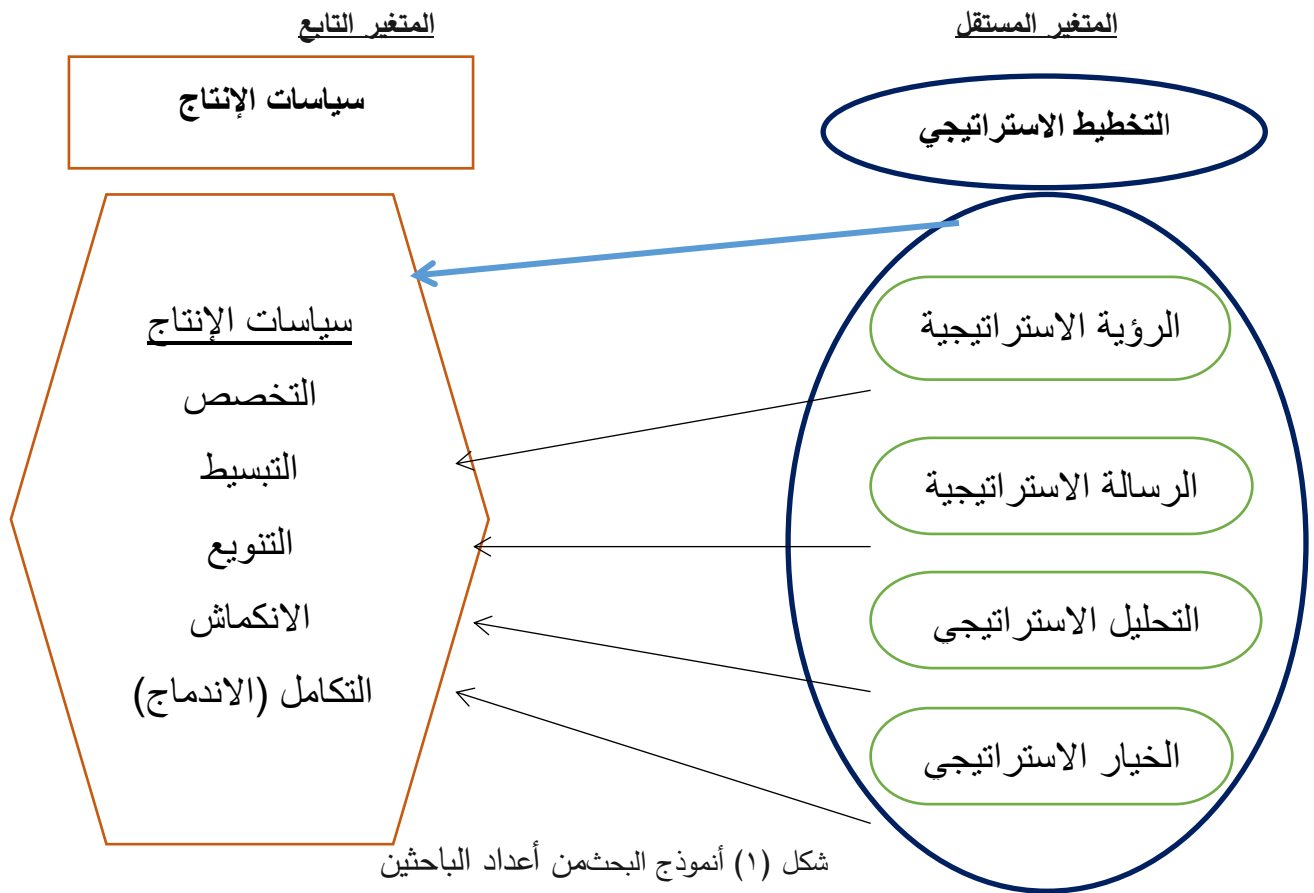 المتغير المستقل
المتغير التابع
التخطيط الاستراتيجي
سياسات الإنتاج
الرؤية الاستراتيجية
الرسالة الاستراتيجية
التحليل الاستراتيجي
الخيار الاستراتيجي
سياسات الإنتاج
التخصص
التبسيط
التنويع
الانكماش
التكامل (الاندماج)
شكل (١) أنموذج البحثمن أعداد الباحثين